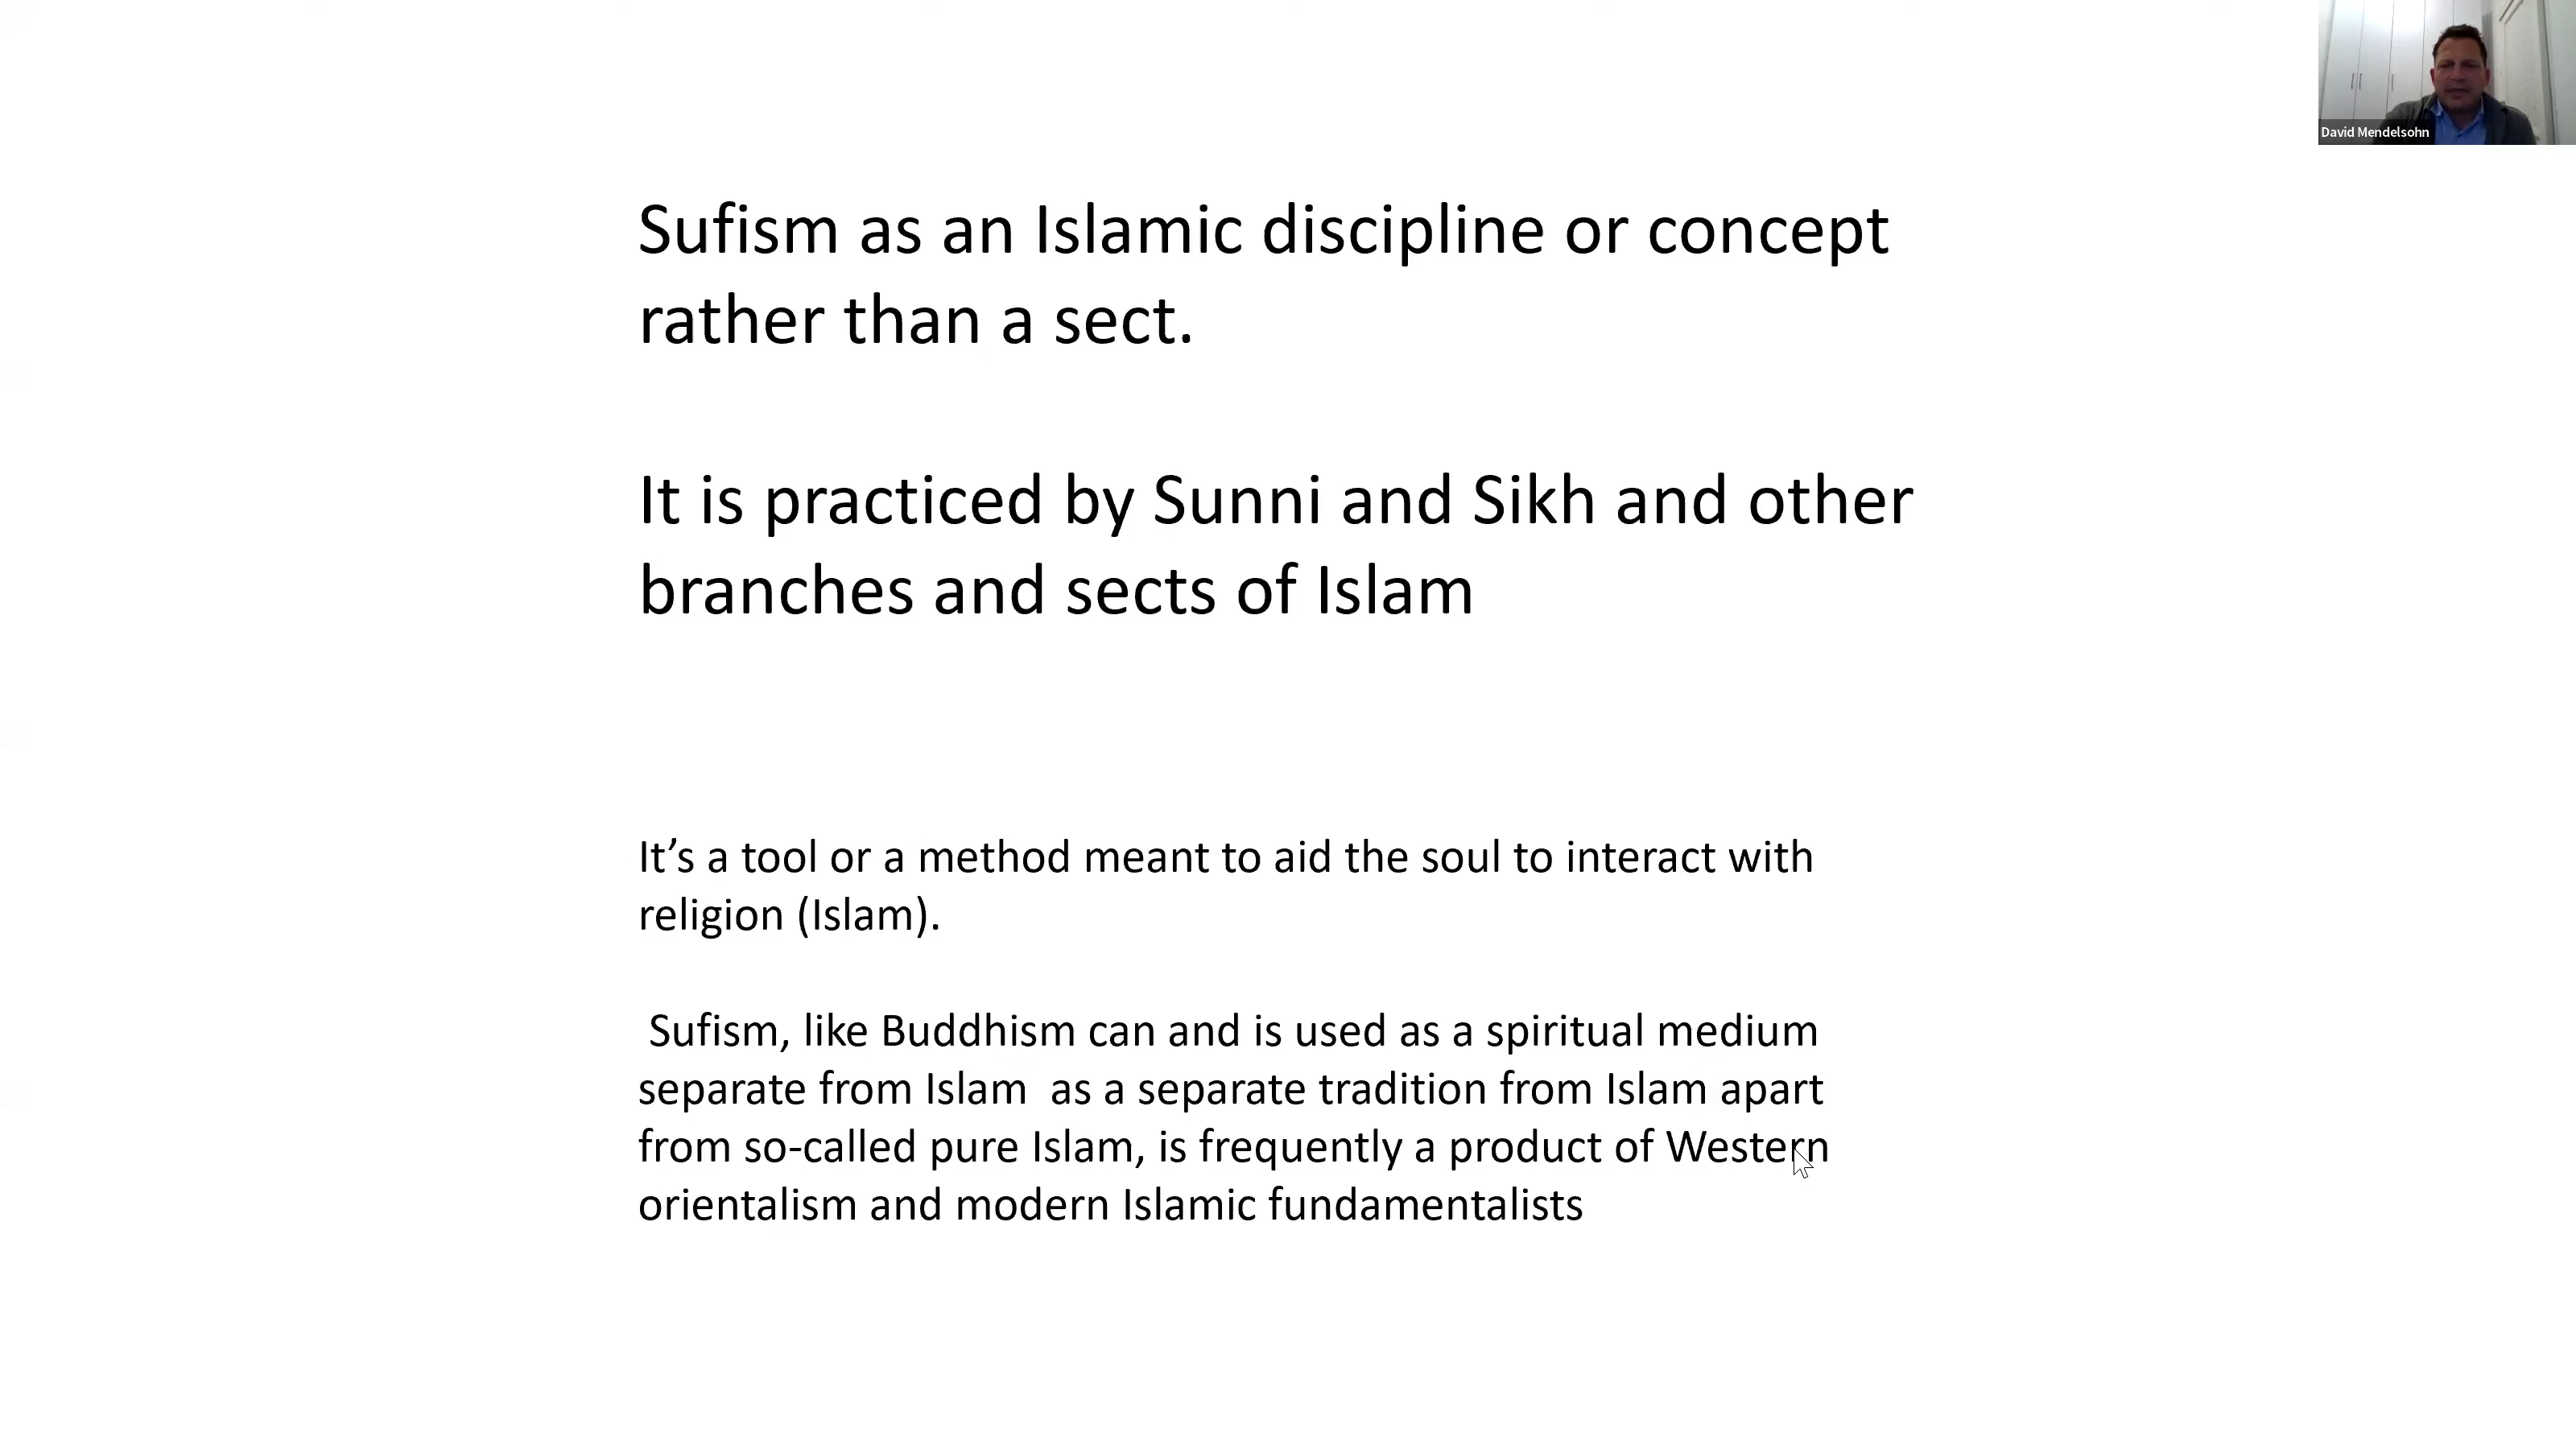 David Mendelsohn
Sufism as an Islamic discipline or concept
rather than a sect.
It is practiced by Sunni and Sikh and other
branches and sects of Islam
It’s a tool or a method meant to aid the soul to interact with
religion (Islam).
Sufism, like Buddhism can and is used as a spiritual medium
separate from Islam  as a separate tradition from Islam apart
from so-called pure Islam, is frequently a product of Western
orientalism and modern Islamic fundamentalists